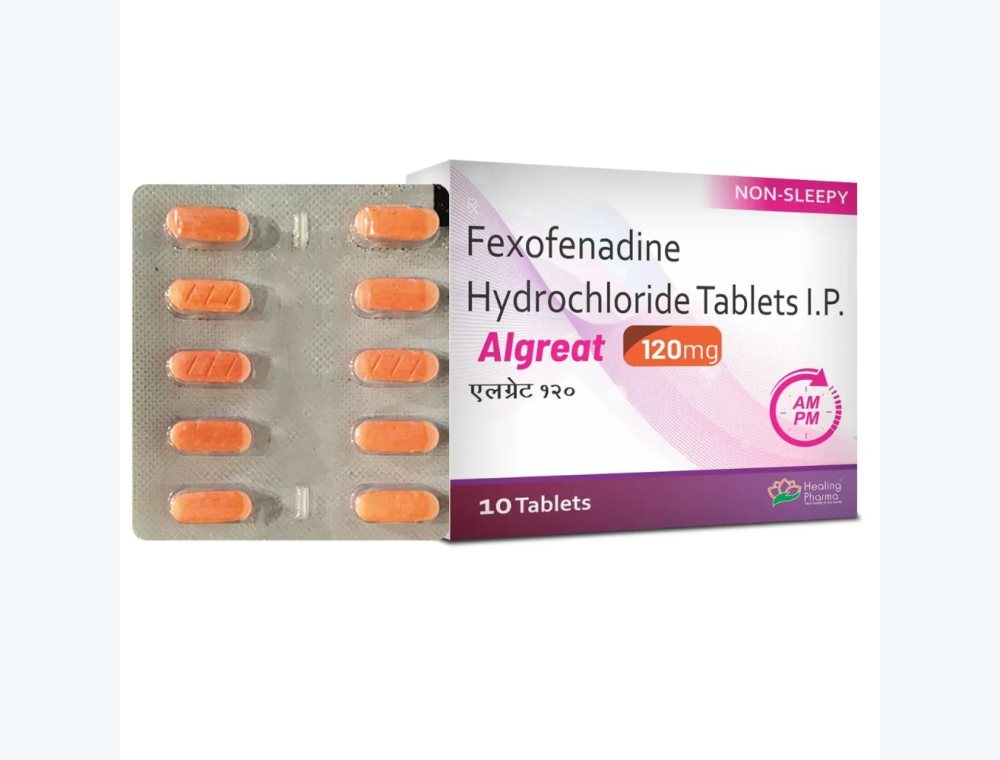 NON-SLEEPY
Fexofenadine
Hydrochloride Tablets I.P.
Algreat 120mg
एलग्रेट १२०
AM
PM
10 Tablets
Healing
Pharma